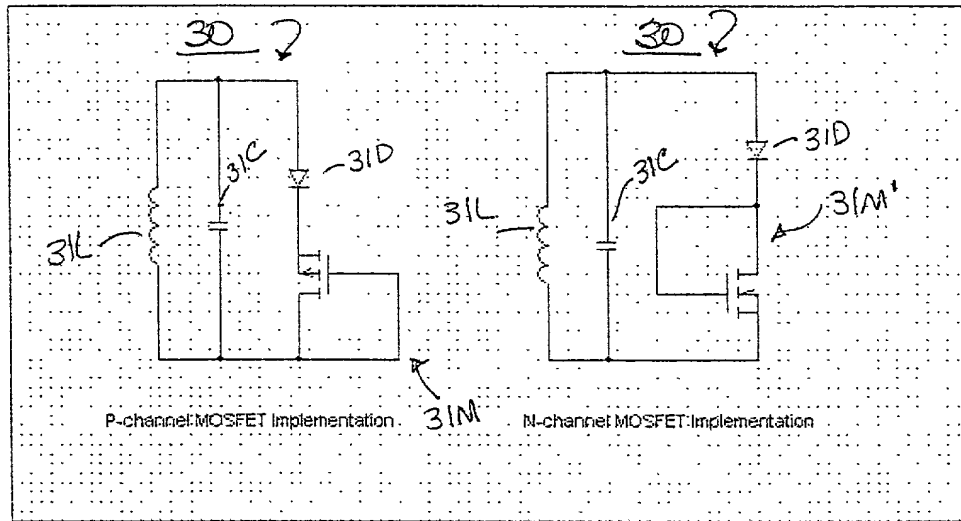 30 30
31C 31D 31C 31D
31L 31L 31M'
31M
P-channel MOSFET Implementation N-channel MOSFET Implementation